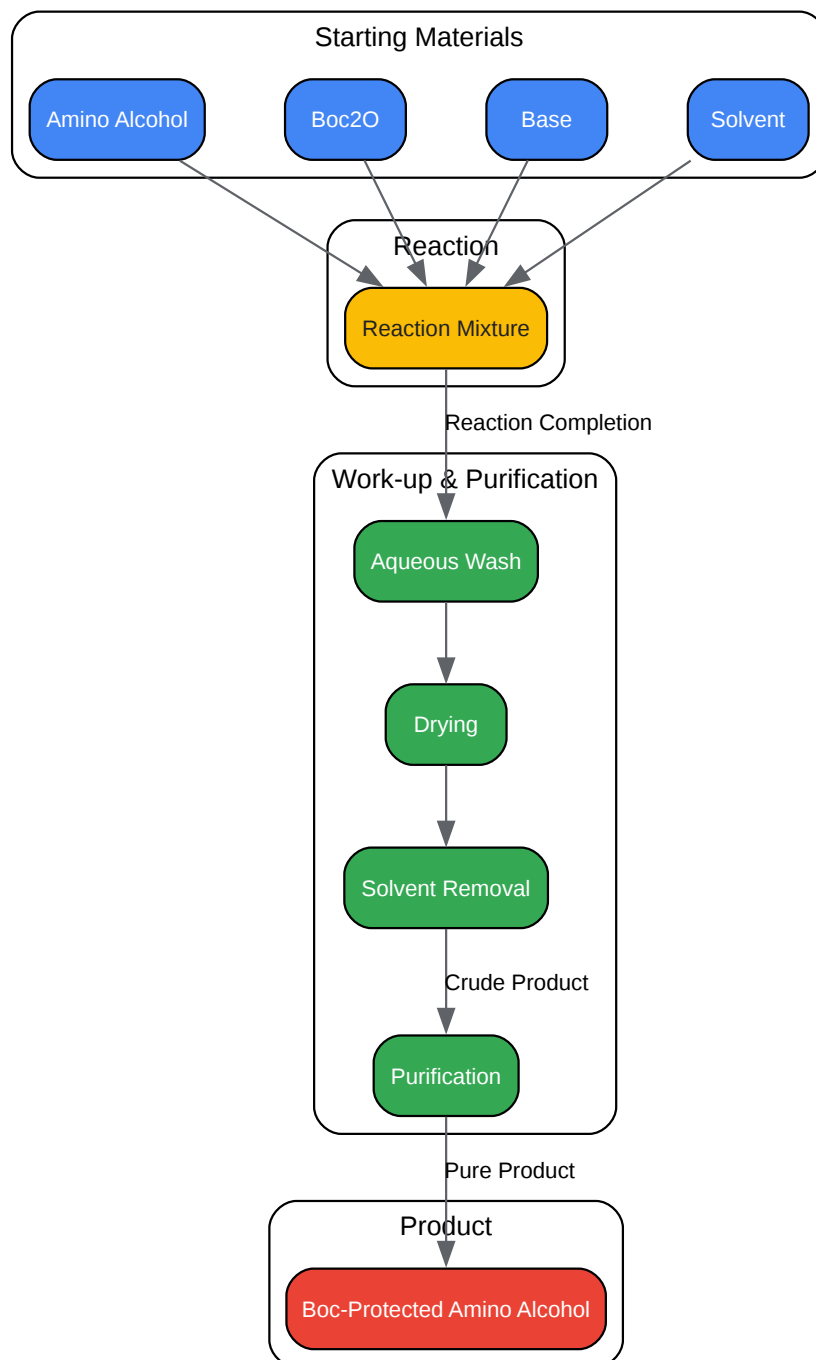 Starting Materials
Amino Alcohol
Boc2O
Base
Solvent
Reaction
Reaction Mixture
Reaction Completion
Work-up & Purification
Aqueous Wash
Drying
Solvent Removal
Crude Product
Purification
Pure Product
Product
Boc-Protected Amino Alcohol